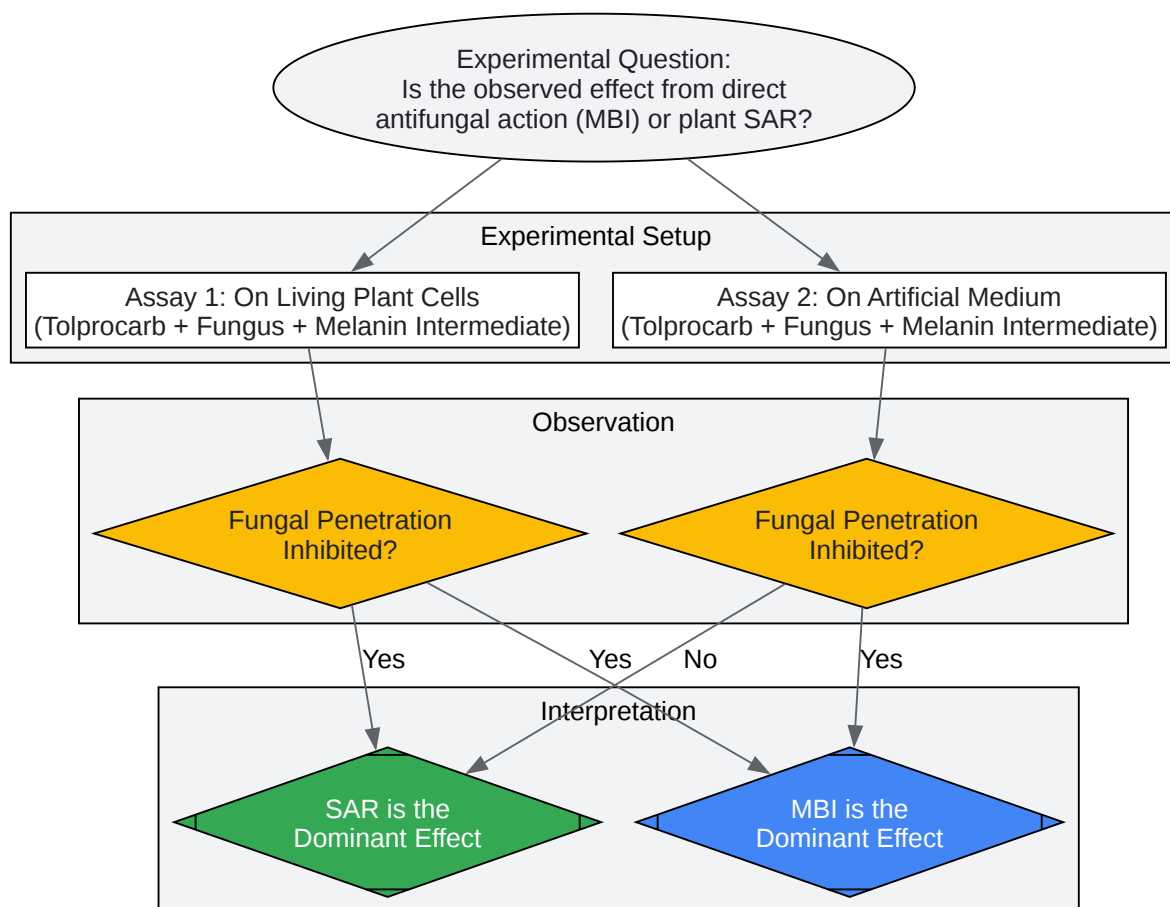 Experimental Question:
Is the observed effect from direct
antifungal action (MBI) or plant SAR?
Experimental Setup
Assay 1: On Living Plant Cells
(Tolprocarb + Fungus + Melanin Intermediate)
Assay 2: On Artificial Medium
(Tolprocarb + Fungus + Melanin Intermediate)
Observation
Fungal Penetration
Inhibited?
Fungal Penetration
Inhibited?
Yes
Yes
No
Yes
Interpretation
SAR is the
Dominant Effect
MBI is the
Dominant Effect